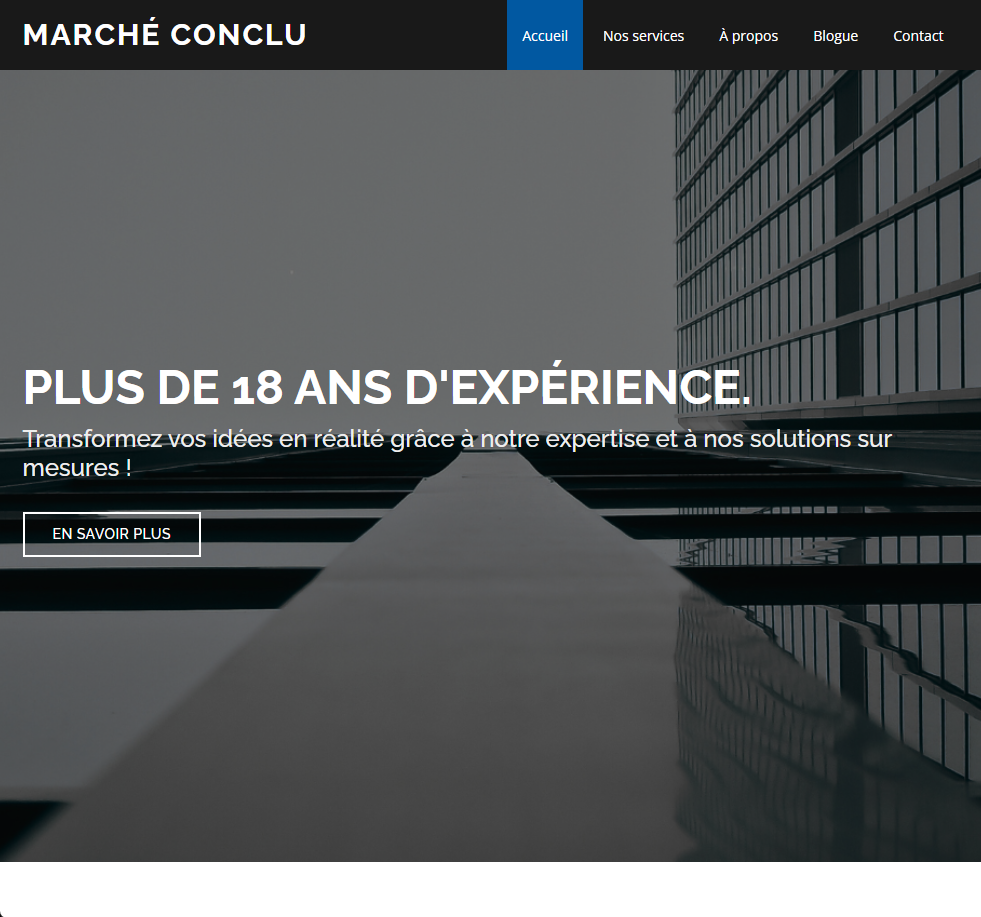 MARCHÉ CONCLU
Accueil Nos services À propos Blogue Contact
PLUS DE 18 ANS D'EXPÉRIENCE.
Transformez vos idées en réalité grâce à notre expertise et à nos solutions sur
mesures !
EN SAVOIR PLUS